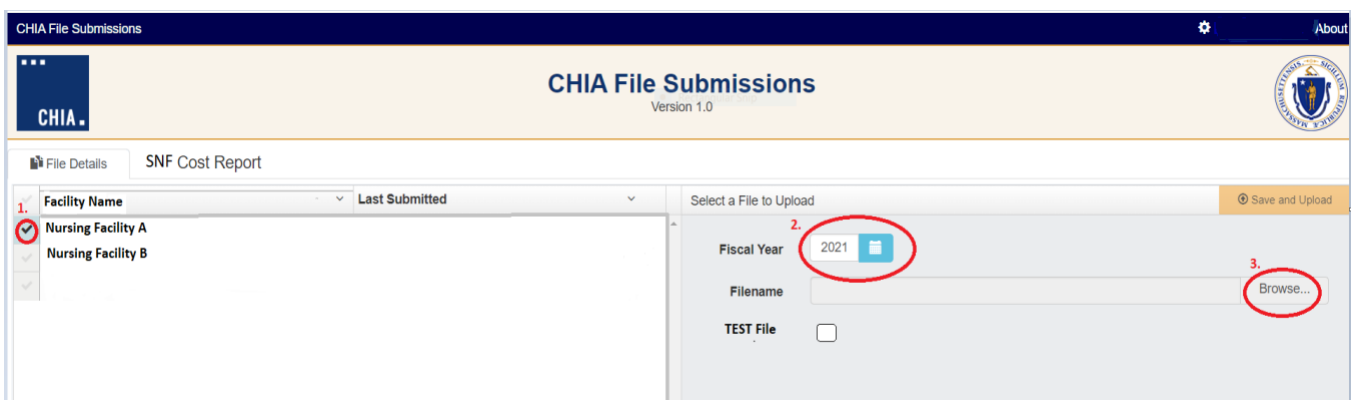 CHIA File Submissions
About
CHIA.
CHIA File Submissions
Version 1.0
File Details
SNF Cost Report
1.
Facility Name
Last Submitted
Nursing Facility A
Nursing Facility B
Select a File to Upload
Save and Upload
2.
Fiscal Year
2021
3.
Filename
Browse...
TEST File